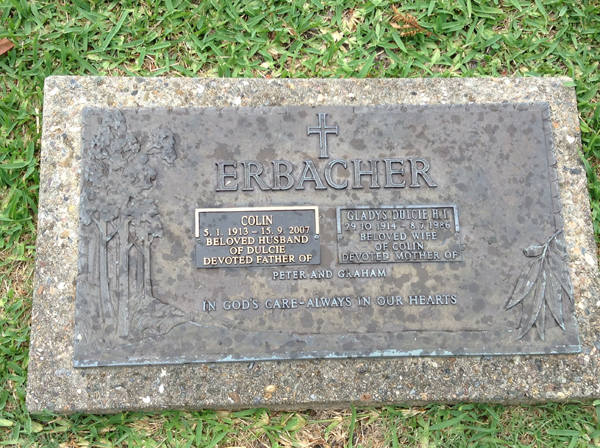 ERBACHER
COLIN
5. 1. 1913 – 15. 9. 2007
BELOVED HUSBAND
OF DULCIE
DEVOTED FATHER OF
GLADYS DULCIE H.I.
29.10.1914 – 8.7.1986
BELOVED WIFE
OF COLIN
DEVOTED MOTHER OF
PETER AND GRAHAM
IN GOD'S CARE–ALWAYS IN OUR HEARTS